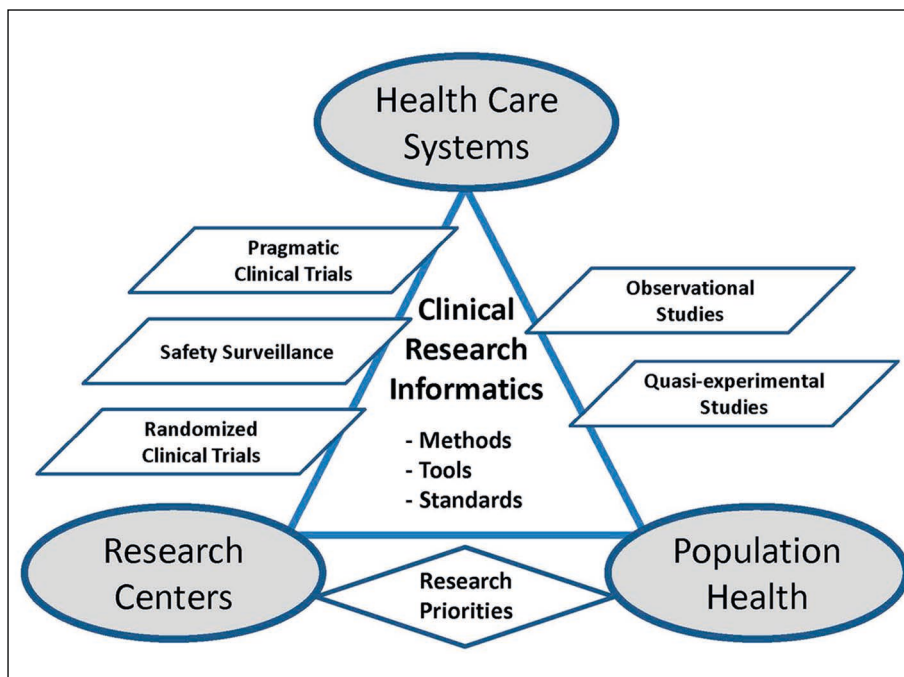 Health Care
Systems
Pragmatic
Clinical Trials
Safety Surveillance
Randomized
Clinical Trials
Clinical
Research
Informatics
- Methods
- Tools
- Standards
Observational
Studies
Quasi-experimental
Studies
Research
Centers
Research
Priorities
Population
Health